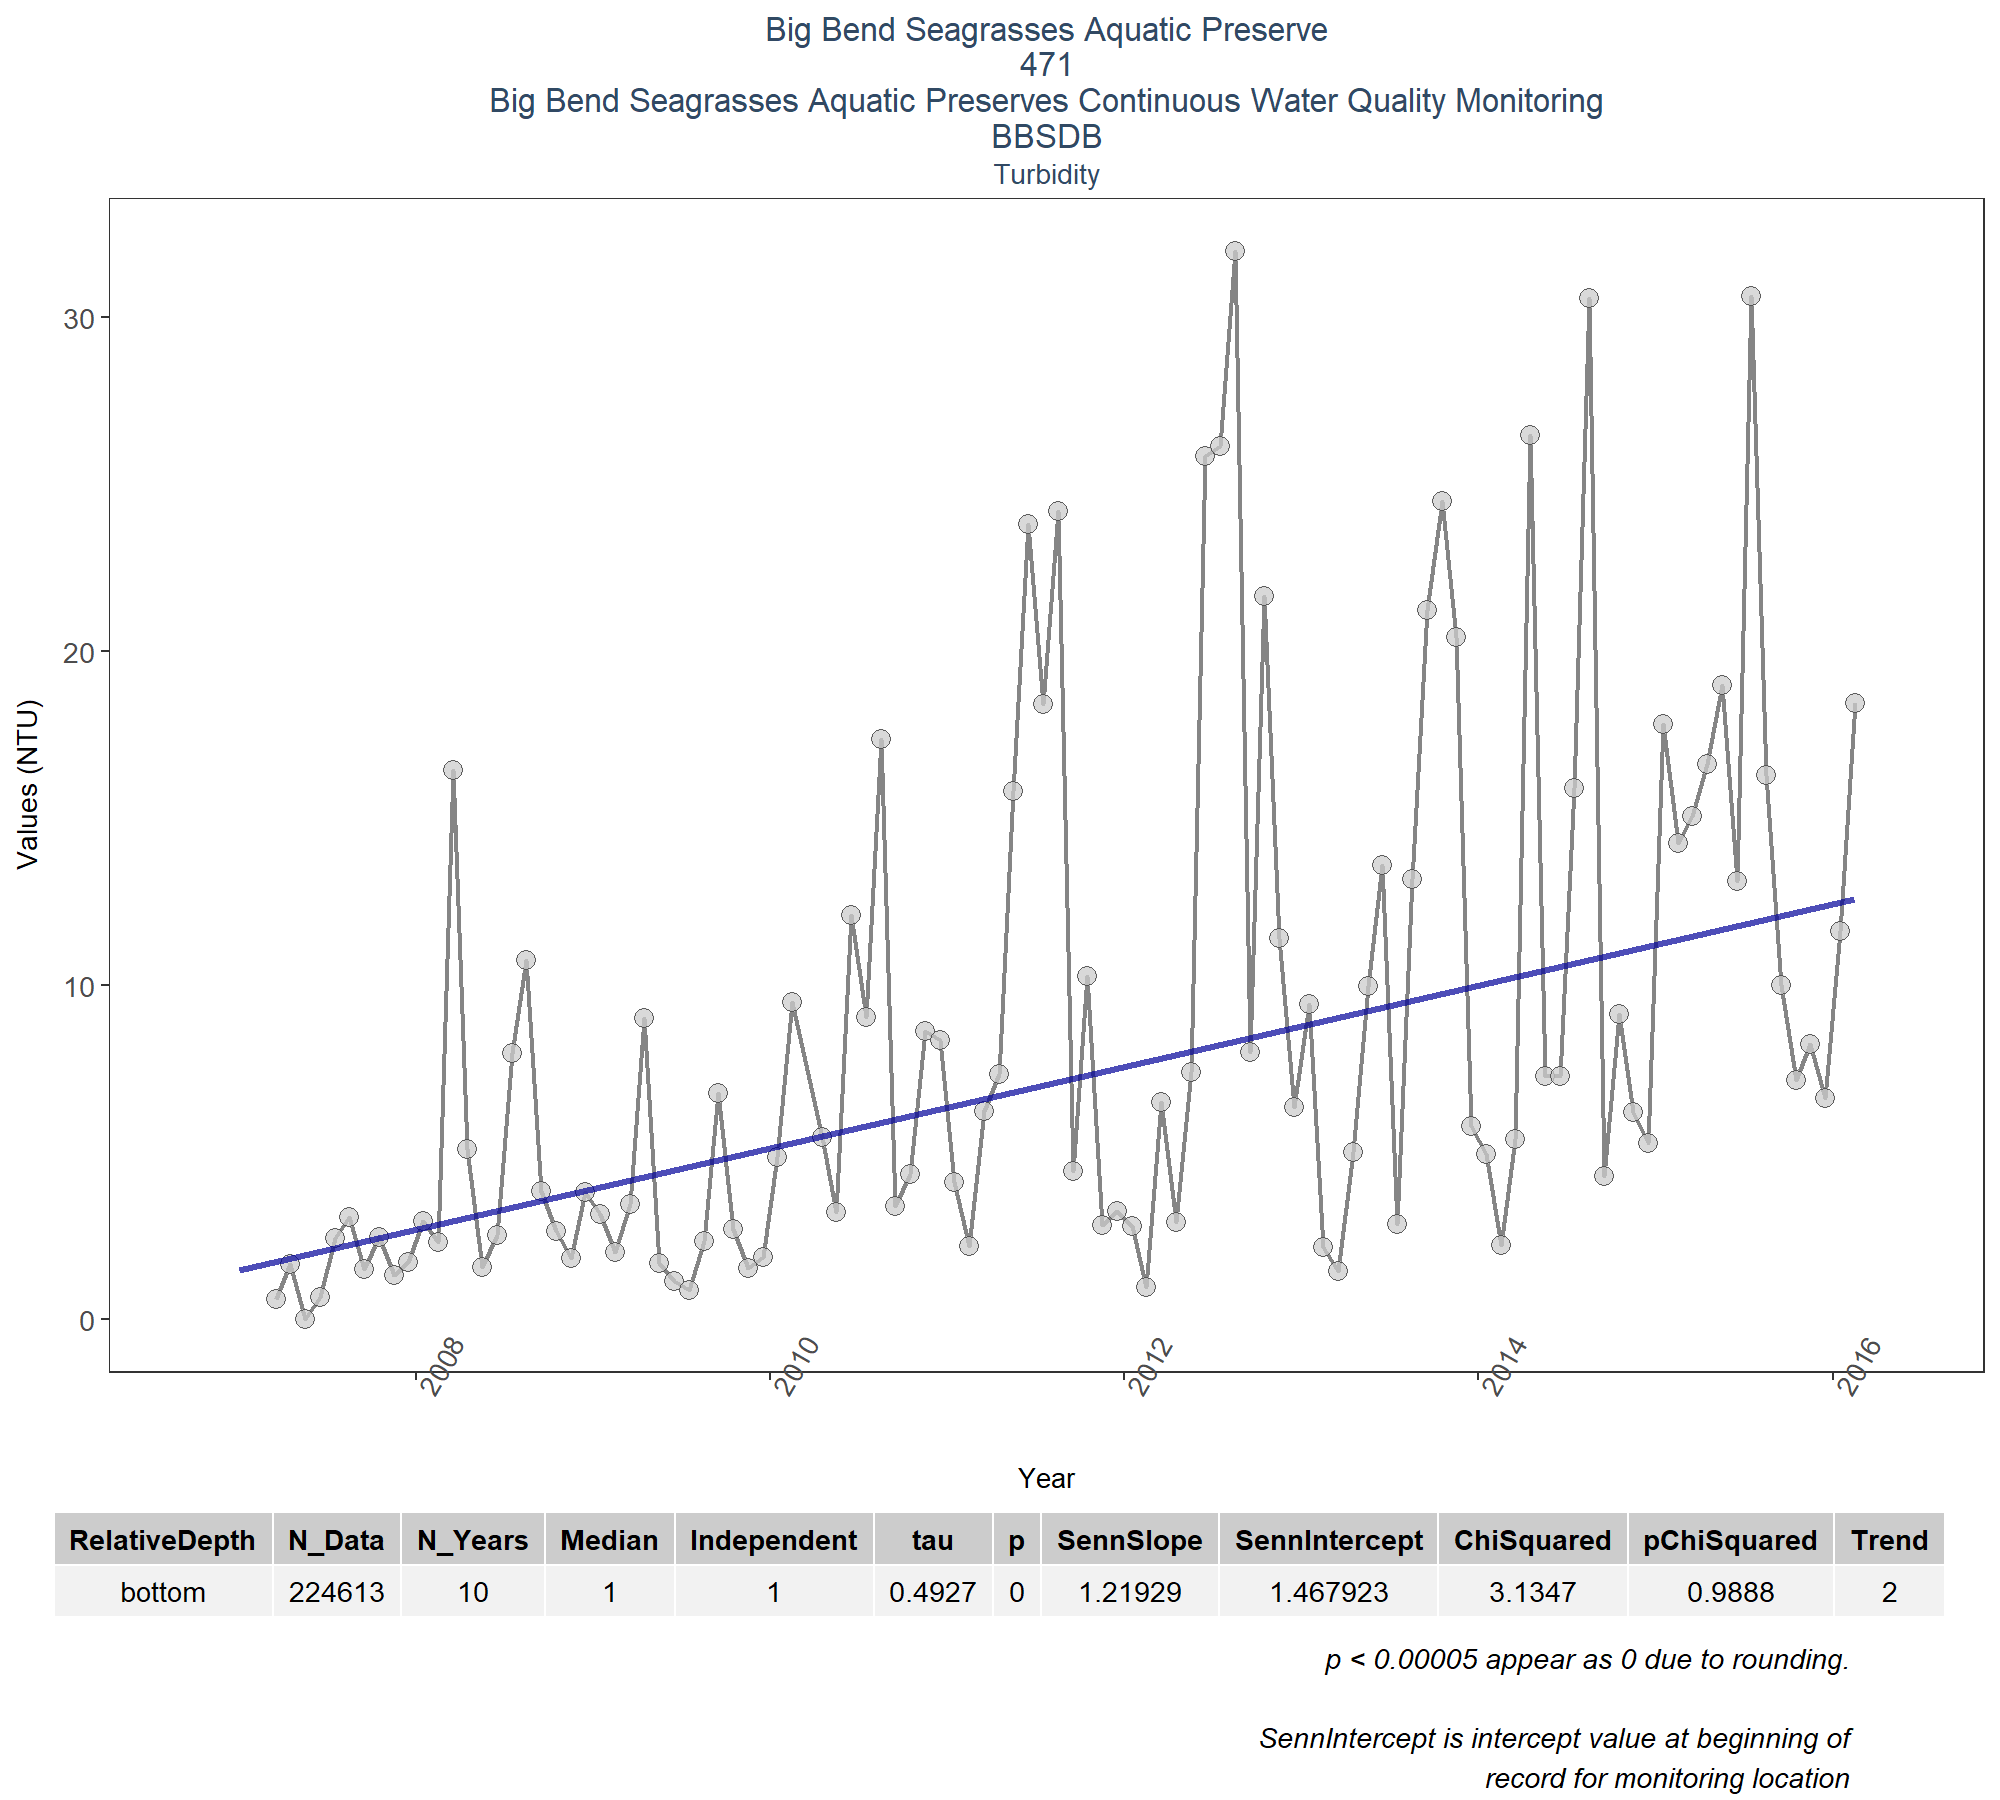 Big Bend Seagrasses Aquatic Preserve
471
Big Bend Seagrasses Aquatic Preserves Continuous Water Quality Monitoring
BBSDB
Turbidity
Values (NTU)
30
20
10
0
2008 2010 2012 2014 2016
Year
RelativeDepth N_Data N_Years Median Independent tau p SennSlope SennIntercept ChiSquared pChiSquared Trend
bottom 224613 10 1 1 0.4927 0 1.21929 1.467923 3.1347 0.9888 2
p < 0.00005 appear as 0 due to rounding.
SennIntercept is intercept value at beginning of
record for monitoring location